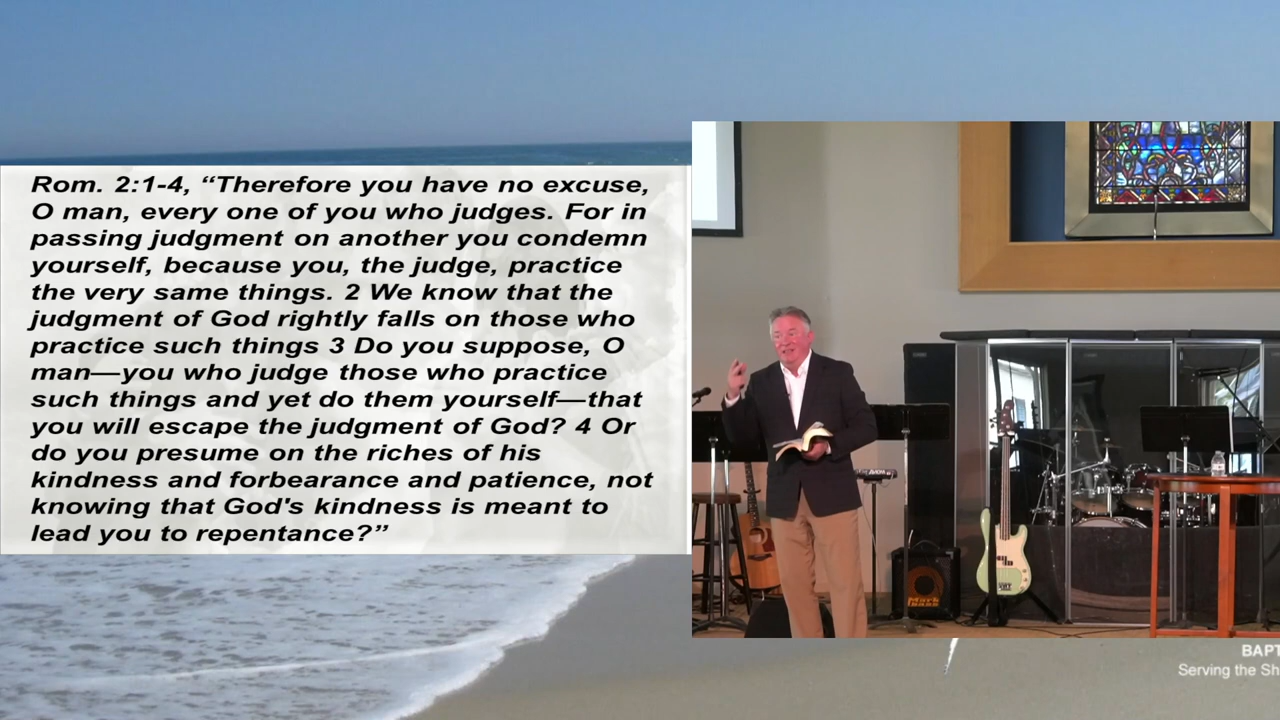 Rom. 2:1-4, “Therefore you have no excuse,
O man, every one of you who judges. For in
passing judgment on another you condemn
yourself, because you, the judge, practice
the very same things. 2 We know that the
judgment of God rightly falls on those who
practice such things 3 Do you suppose, O
man—you who judge those who practice
such things and yet do them yourself—that
you will escape the judgment of God? 4 Or
do you presume on the riches of his
kindness and forbearance and patience, not
knowing that God's kindness is meant to
lead you to repentance?”
Mark
BAPT
Serving the Sh